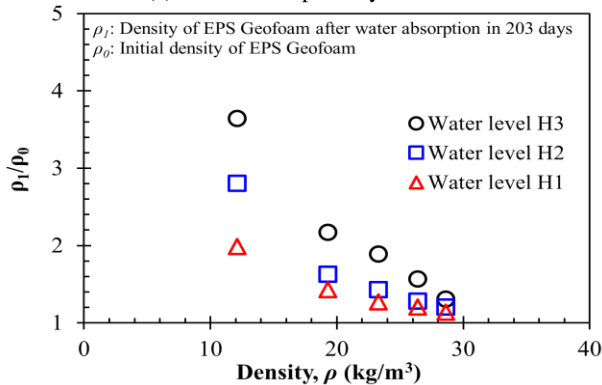 5
ρ₁: Density of EPS Geofoam after water absorption in 203 days
ρ₀: Initial density of EPS Geofoam
4
Water level H3
3
Water level H2
Water level H1
ρ₁/ρ₀
2
1
0 10 20 30 40
Density, ρ (kg/m³)